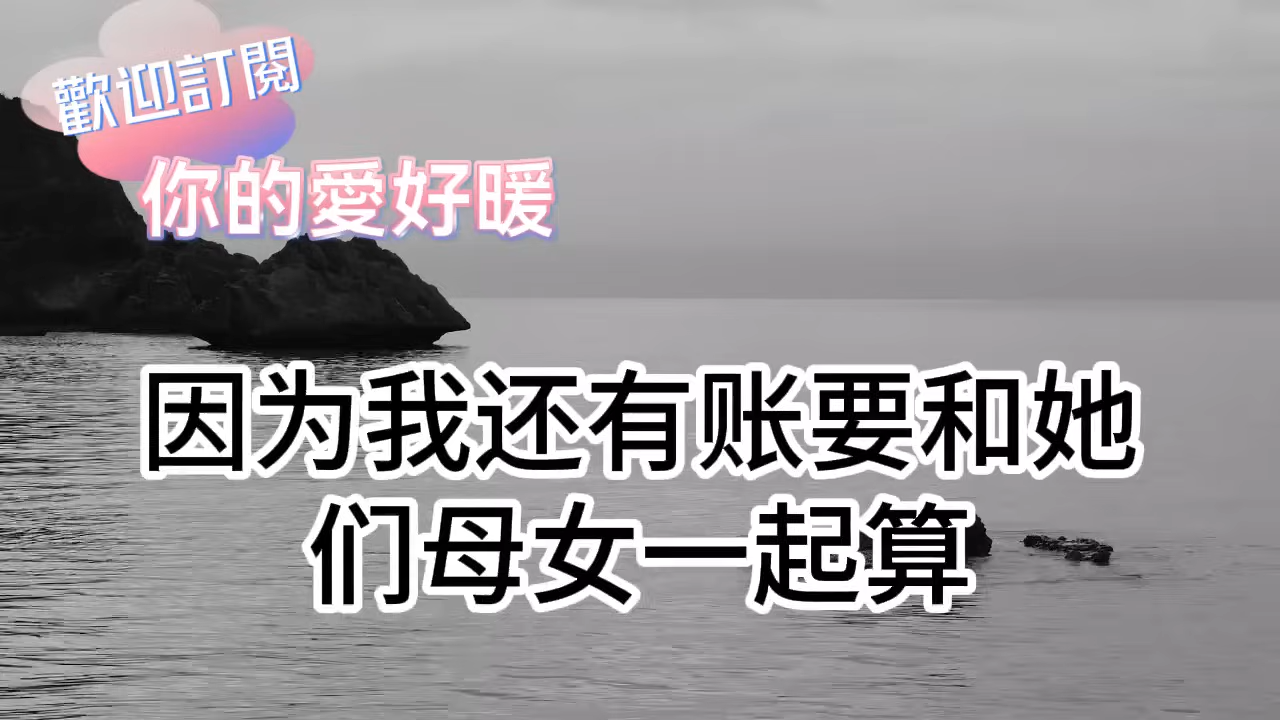 歡迎訂閱
你的愛好暖
因为我还有账要和她
们母女一起算